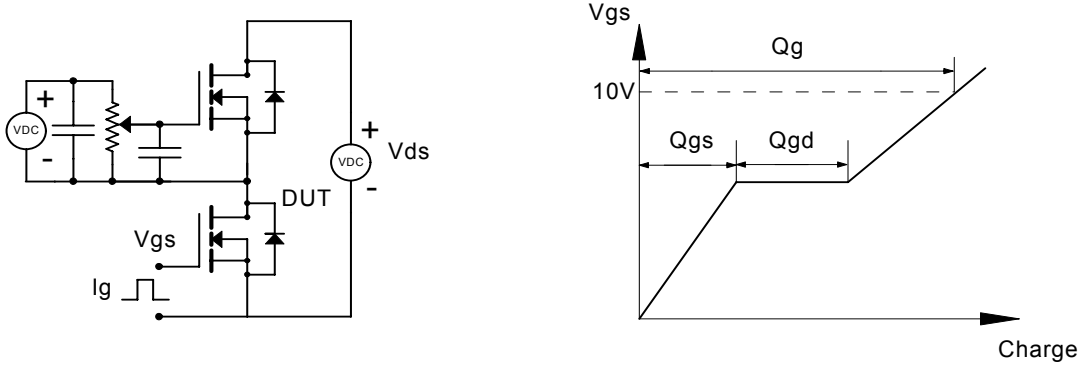 +
VDC
-
+
VDC
-
Vds
DUT
Vgs
Ig
Vgs
Qg
10V
Qgs
Qgd
Charge